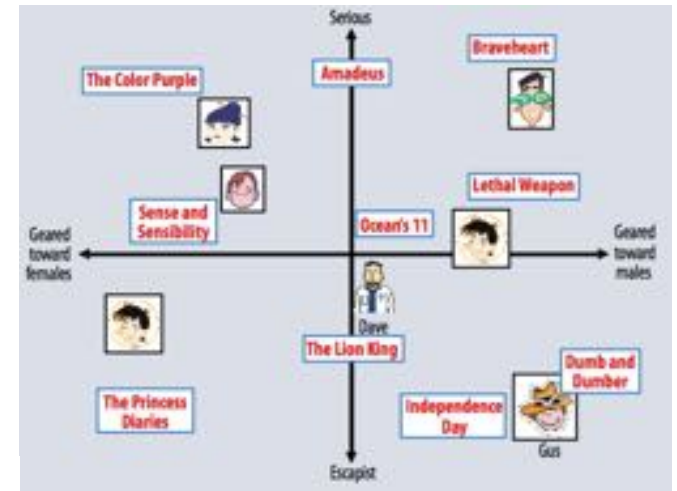 Serious
Braveheart
Amadeus
The Color Purple
Lethal Weapon
Sense and
Sensibility
Ocean's 11
Geared
toward
females
Geared
toward
males
Dave
The Lion King
Dumb and
Dumber
The Princess
Diaries
Independence
Day
Gus
Escapist